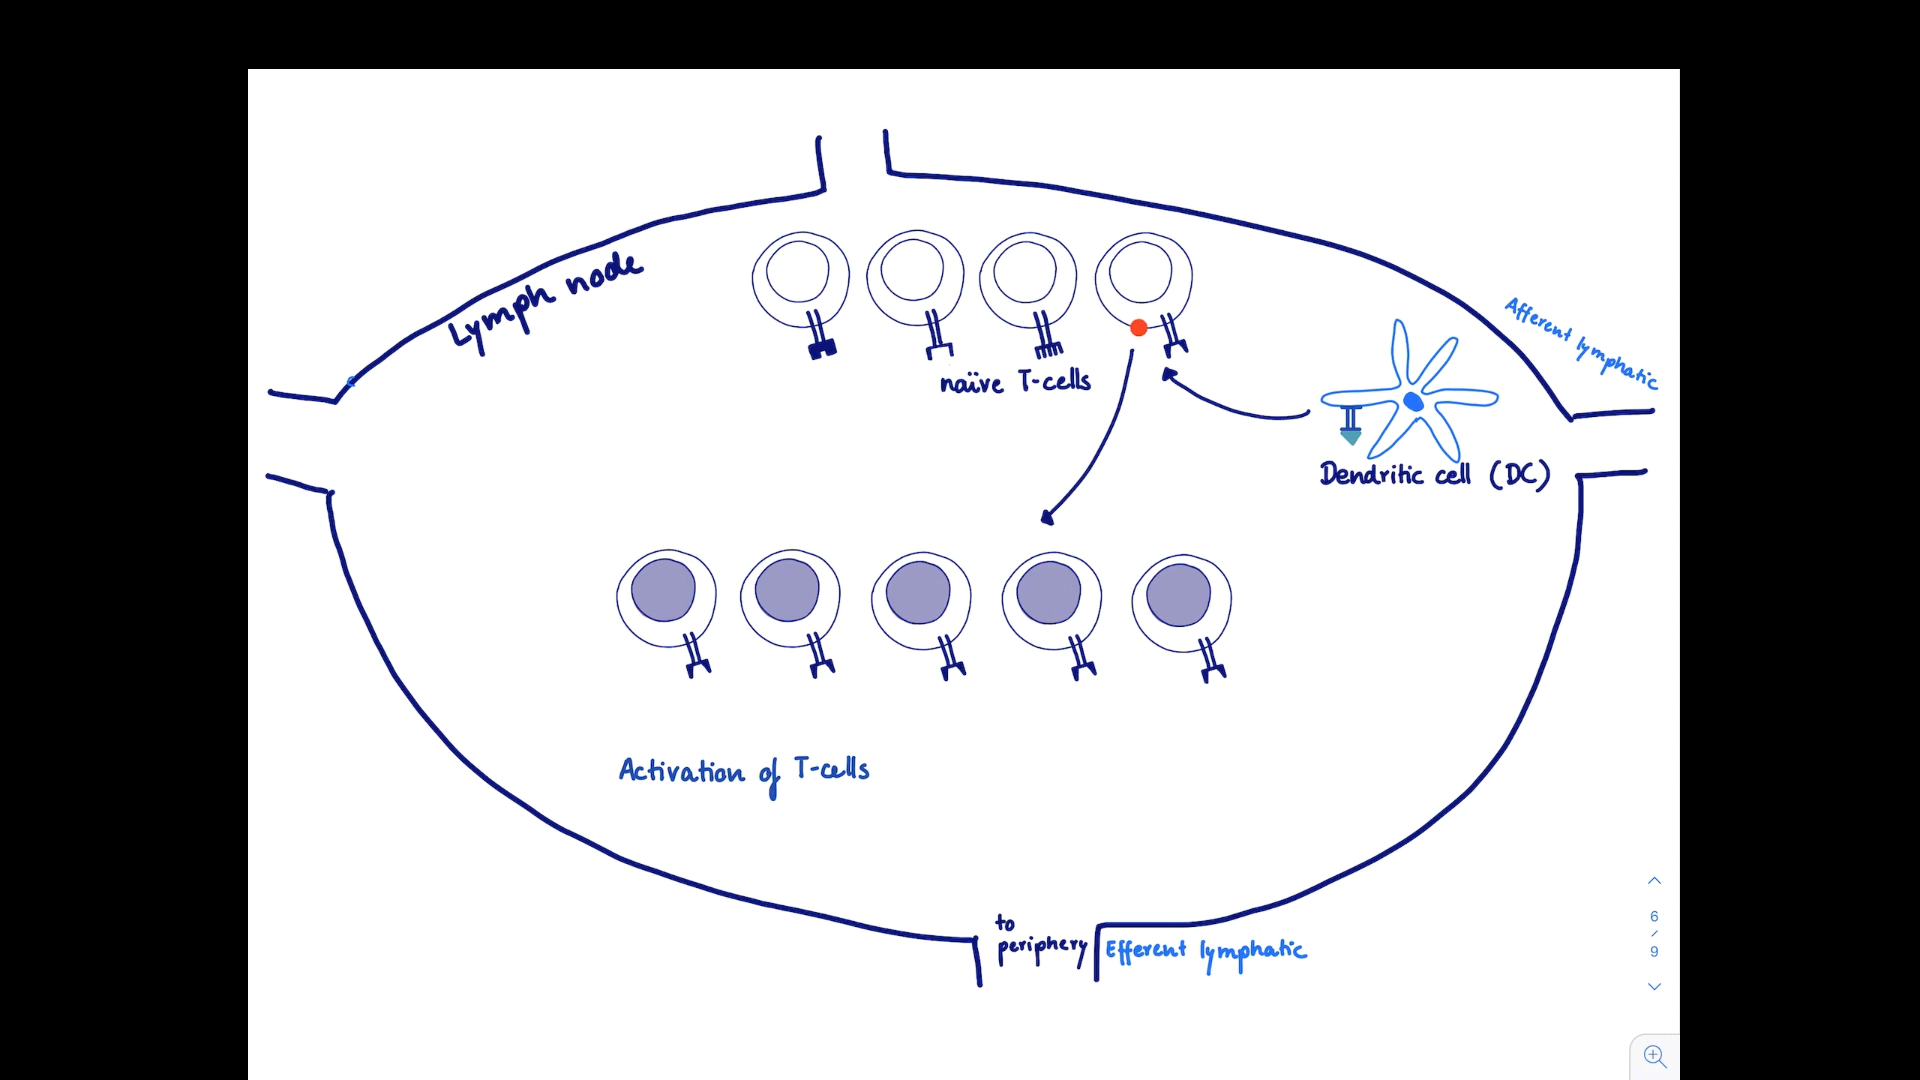 Lymph node
Afferent lymphatic
naïve T-cells
Dendritic cell (DC)
Activation of T-cells
to
periphery
Efferent lymphatic
6
/
9